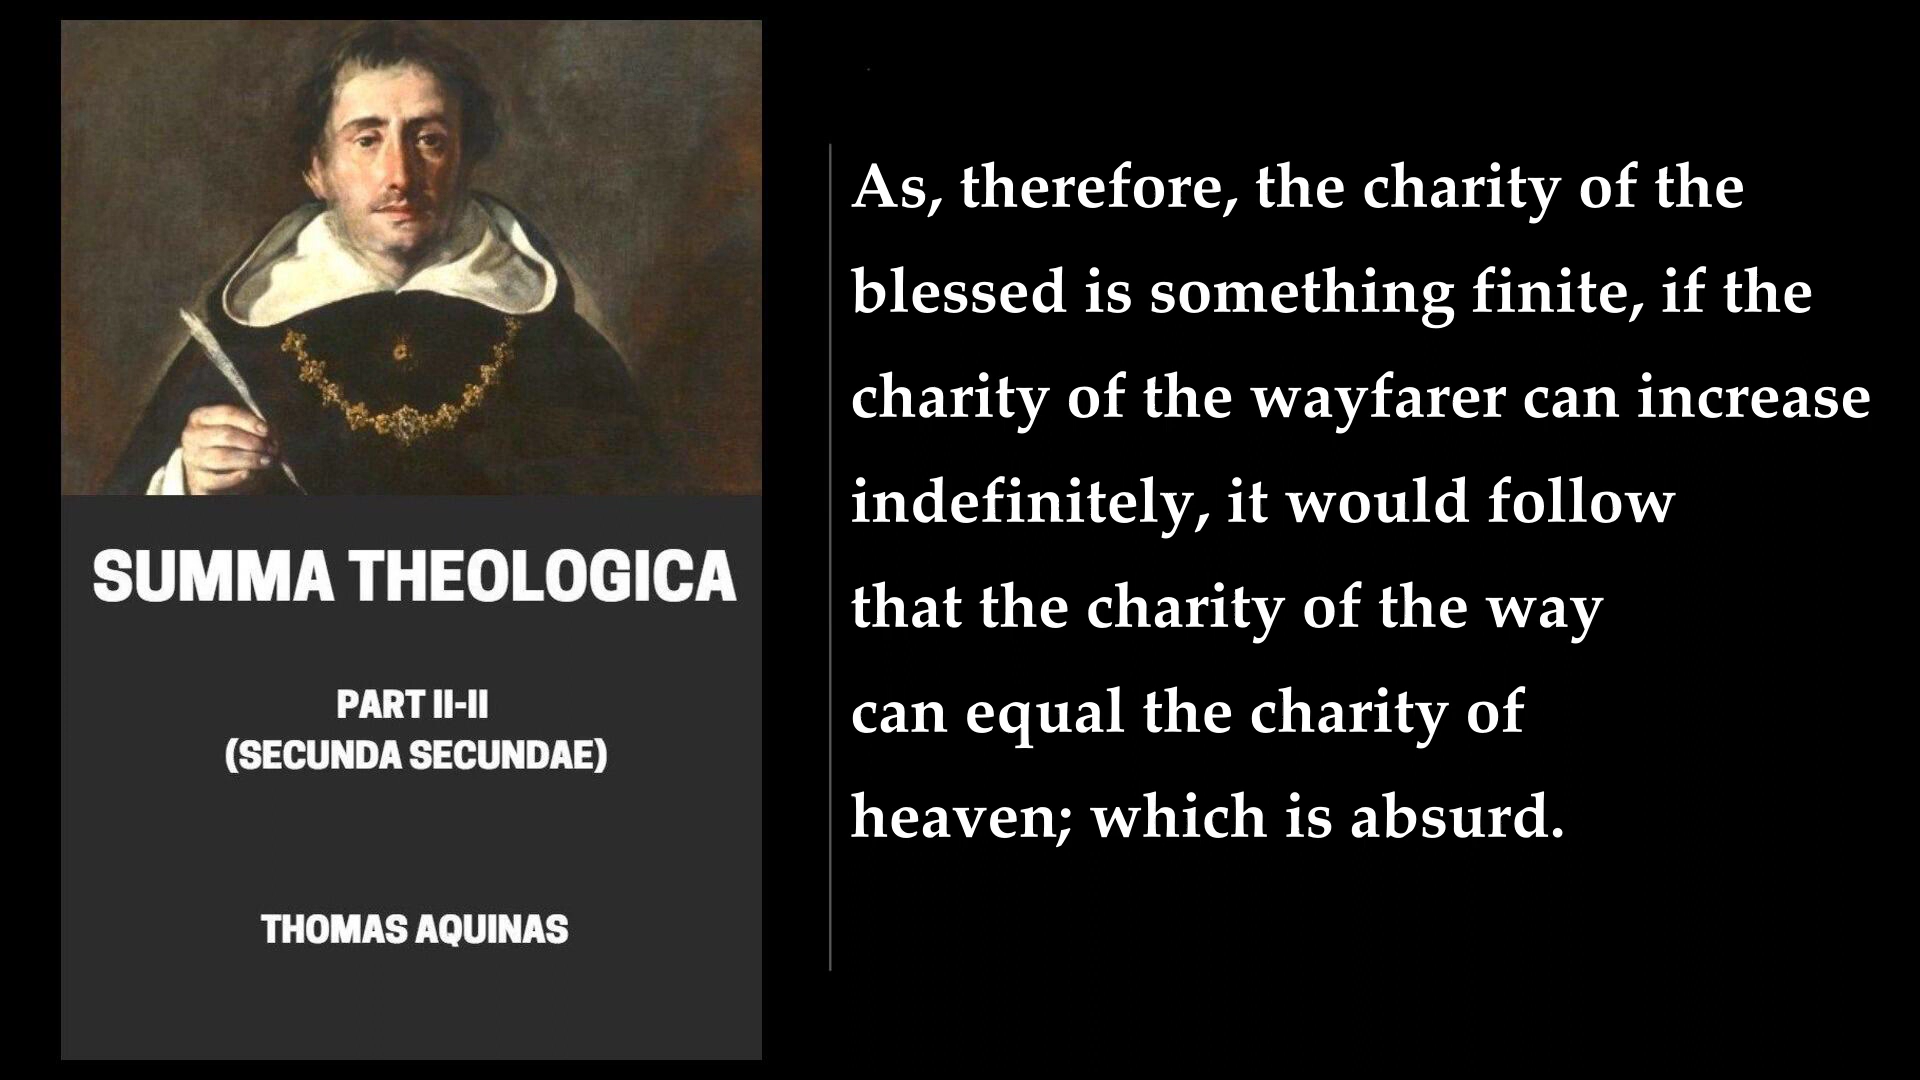 SUMMA THEOLOGICA
PART II-II
(SECUNDA SECUNDAE)
THOMAS AQUINAS
As, therefore, the charity of the
blessed is something finite, if the
charity of the wayfarer can increase
indefinitely, it would follow
that the charity of the way
can equal the charity of
heaven; which is absurd.